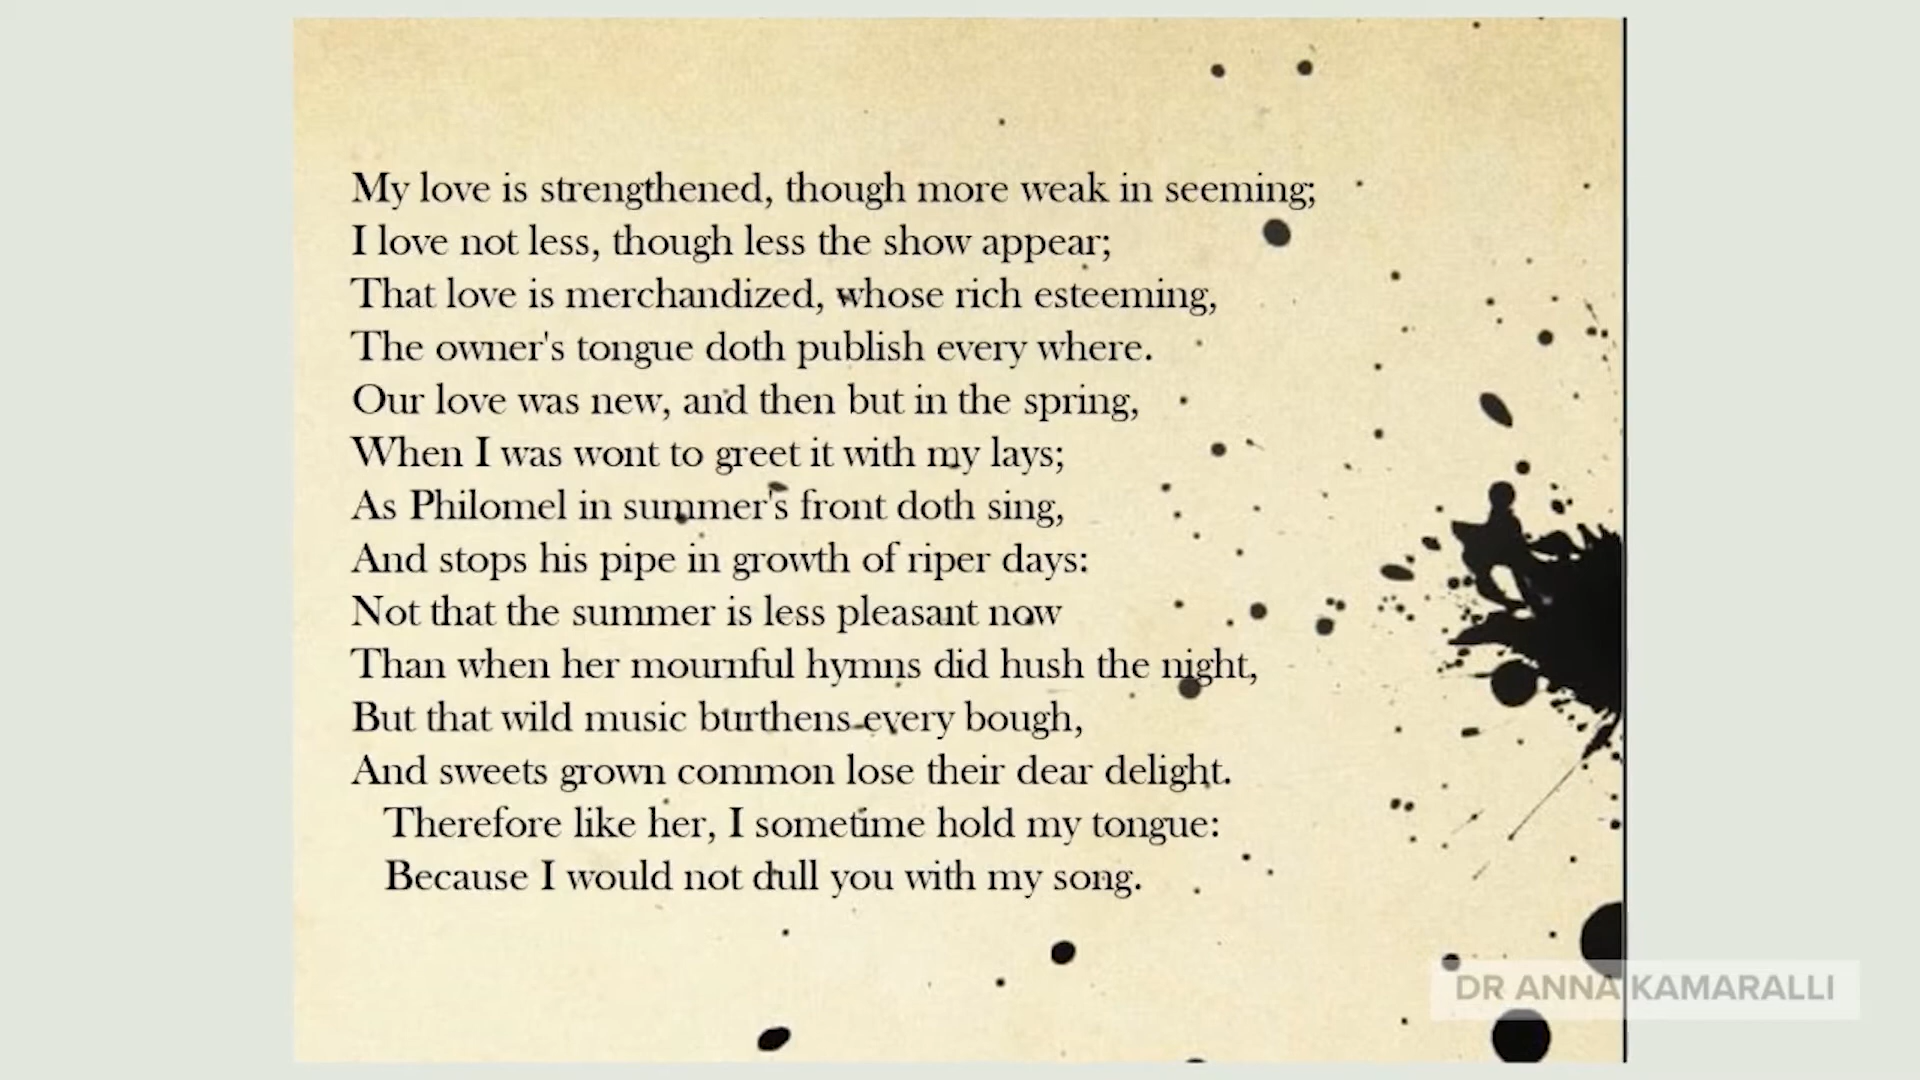 My love is strengthened, though more weak in seeming;
I love not less, though less the show appear;
That love is merchandized, whose rich esteeming,
The owner's tongue doth publish every where.
Our love was new, and then but in the spring,
When I was wont to greet it with my lays;
As Philomel in summer's front doth sing,
And stops his pipe in growth of riper days:
Not that the summer is less pleasant now
Than when her mournful hymns did hush the night,
But that wild music burthens every bough,
And sweets grown common lose their dear delight.
Therefore like her, I sometime hold my tongue:
Because I would not dull you with my song.
DR ANNA KAMARALLI